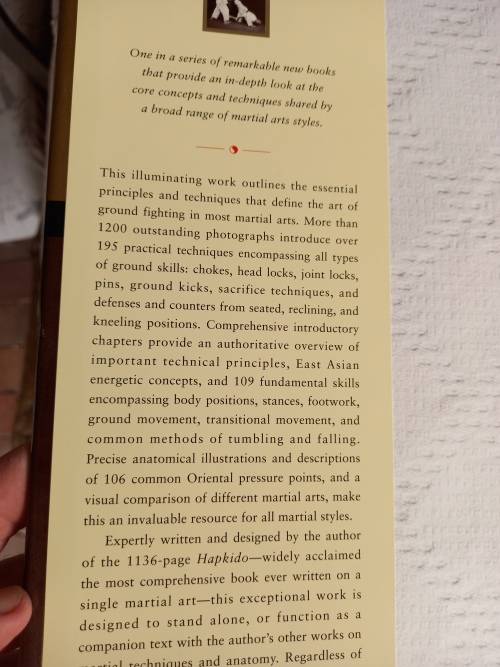 One in a series of remarkable new books
that provide an in-depth look at the
core concepts and techniques shared by
a broad range of martial arts styles.
This illuminating work outlines the essential
principles and techniques that define the art of
ground fighting in most martial arts. More than
1200 outstanding photographs introduce over
195 practical techniques encompassing all types
of ground skills: chokes, head locks, joint locks,
pins, ground kicks, sacrifice techniques, and
defenses and counters from seated, reclining, and
kneeling positions. Comprehensive introductory
chapters provide an authoritative overview of
important technical principles, East Asian
energetic concepts, and 109 fundamental skills
encompassing body positions, stances, footwork,
ground movement, transitional movement, and
common methods of tumbling and falling.
Precise anatomical illustrations and descriptions
of 106 common Oriental pressure points, and a
visual comparison of different martial arts, make
this an invaluable resource for all martial styles.
Expertly written and designed by the author
of the 1136-page Hapkido—widely acclaimed
the most comprehensive book ever written on a
single martial art—this exceptional work is
designed to stand alone, or function as a
companion text with the author's other works on
martial techniques and anatomy. Regardless of